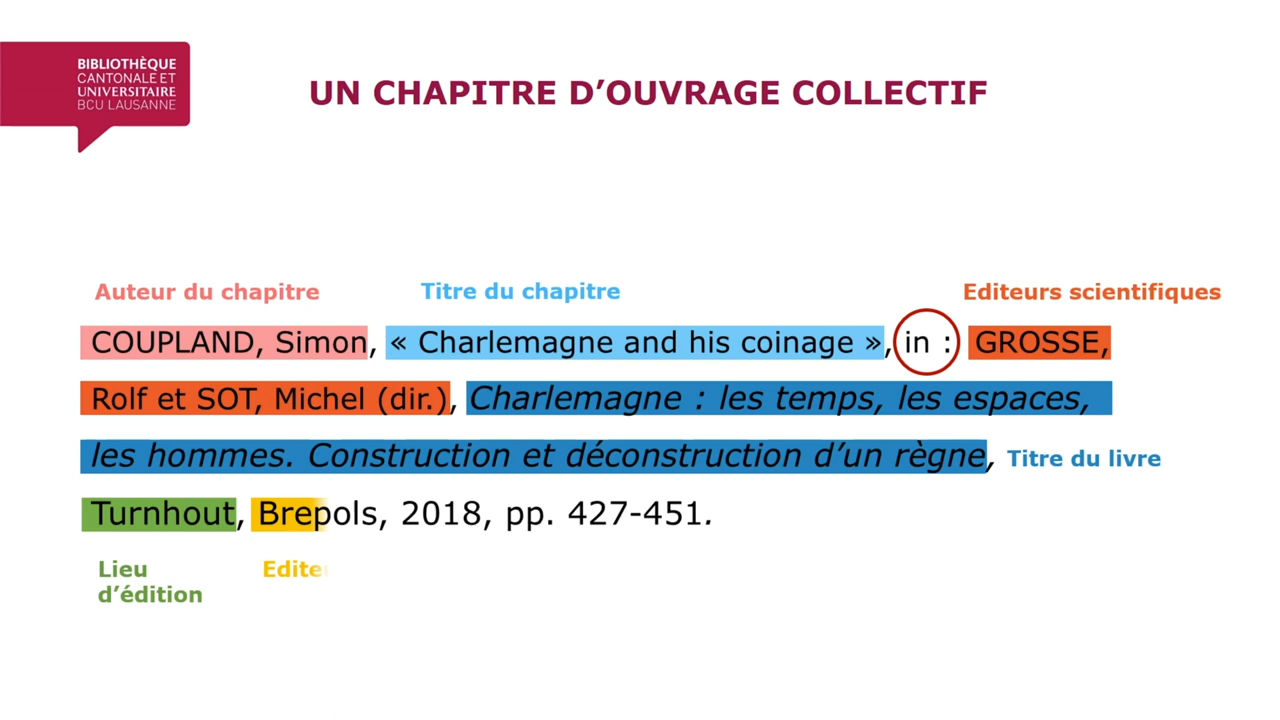 BIBLIOTHÈQUE
CANTONALE ET
UNIVERSITAIRE
BCU LAUSANNE
UN CHAPITRE D’OUVRAGE COLLECTIF
Auteur du chapitre
Titre du chapitre
Editeurs scientifiques
COUPLAND, Simon, « Charlemagne and his coinage », in : GROSSE,
Rolf et SOT, Michel (dir.), Charlemagne : les temps, les espaces,
les hommes. Construction et déconstruction d’un règne,
Titre du livre
Turnhout, Brepols, 2018, pp. 427-451.
Lieu
d’édition
Edite